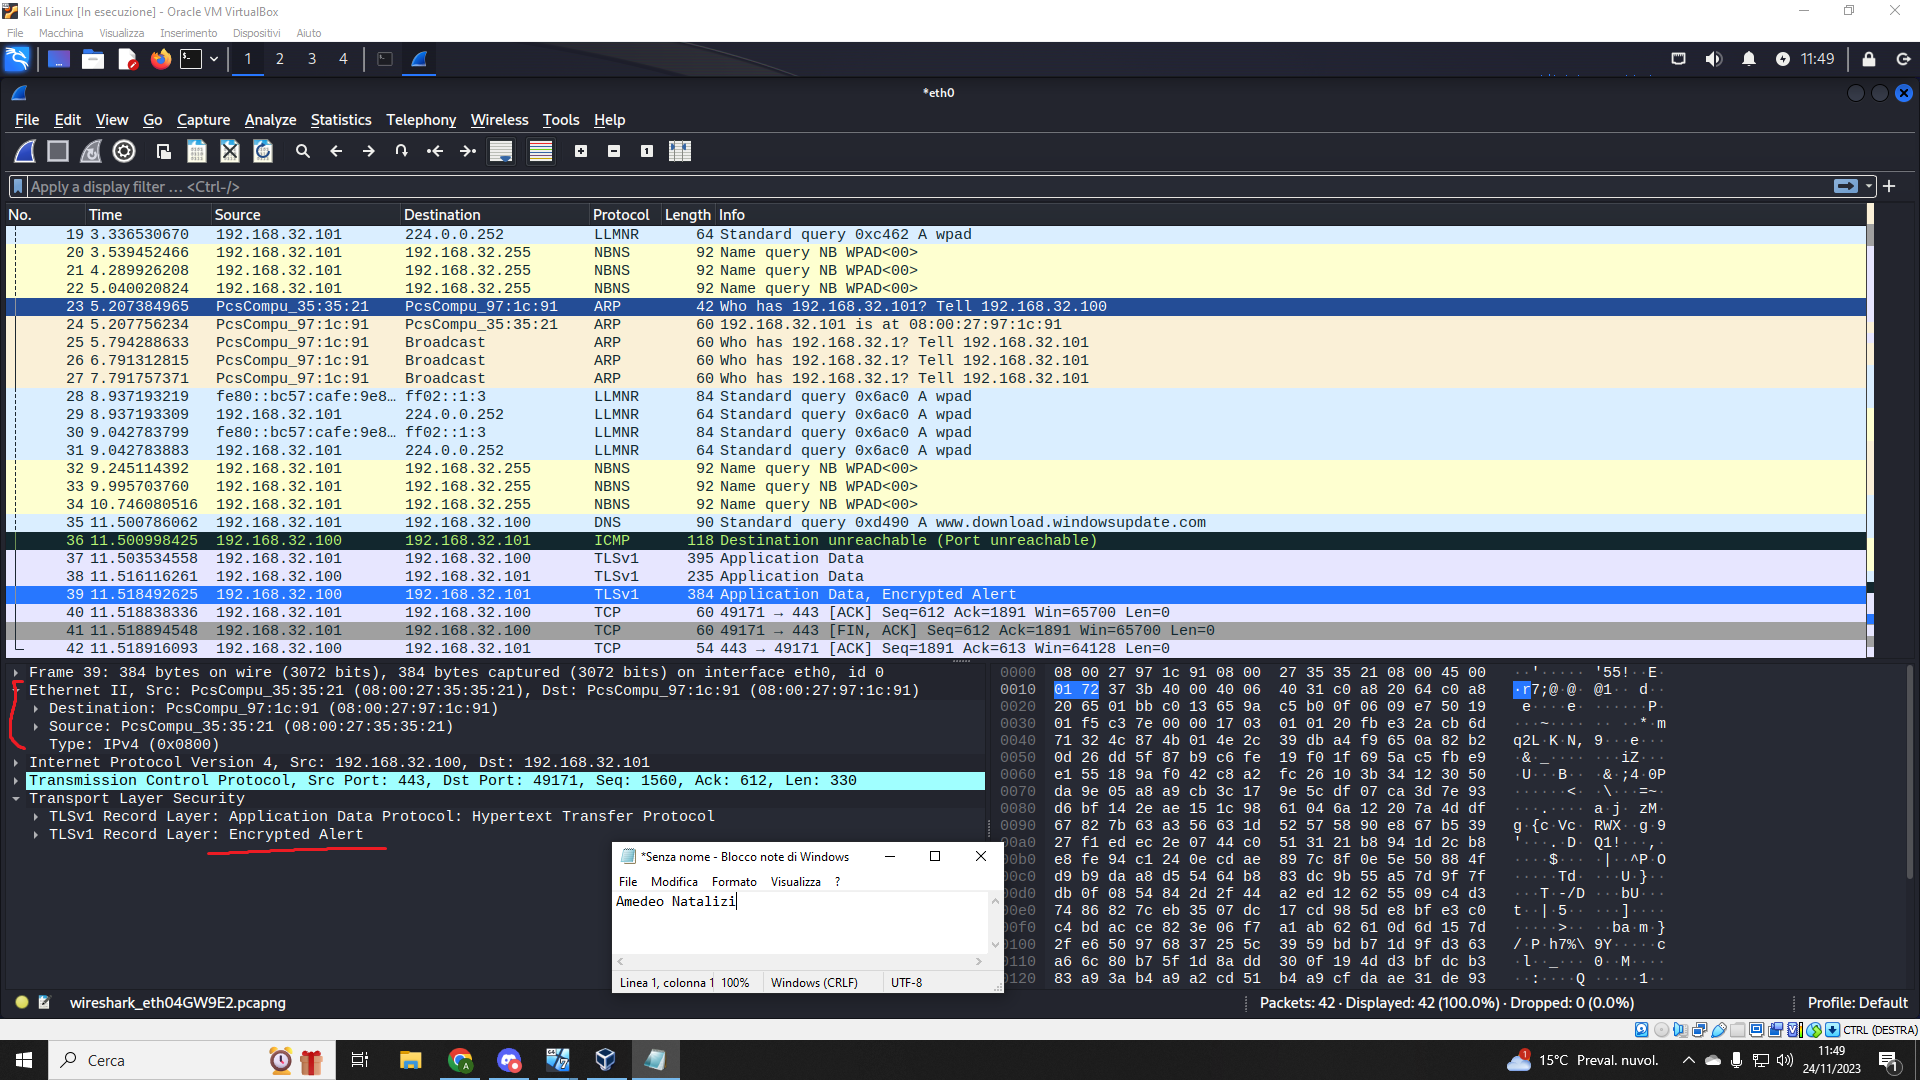 Kali Linux [In esecuzione] - Oracle VM VirtualBox
File Macchina Visualizza Inserimento Dispositivi Aiuto
1 2 3 4 11:49
*eth0
File Edit View Go Capture Analyze Statistics Telephony Wireless Tools Help
Apply a display filter … <Ctrl-/>
No. Time Source Destination Protocol Length Info
19 3.336530670 192.168.32.101 224.0.0.252 LLMNR 64 Standard query 0xc462 A wpad
20 3.539452466 192.168.32.101 192.168.32.255 NBNS 92 Name query NB WPAD<00>
21 4.289926208 192.168.32.101 192.168.32.255 NBNS 92 Name query NB WPAD<00>
22 5.040020824 192.168.32.101 192.168.32.255 NBNS 92 Name query NB WPAD<00>
23 5.207384965 PcsCompu_35:35:21 PcsCompu_97:1c:91 ARP 42 Who has 192.168.32.101? Tell 192.168.32.100
24 5.207756234 PcsCompu_97:1c:91 PcsCompu_35:35:21 ARP 60 192.168.32.101 is at 08:00:27:97:1c:91
25 5.794288633 PcsCompu_97:1c:91 Broadcast ARP 60 Who has 192.168.32.1? Tell 192.168.32.101
26 6.791312815 PcsCompu_97:1c:91 Broadcast ARP 60 Who has 192.168.32.1? Tell 192.168.32.101
27 7.791757371 PcsCompu_97:1c:91 Broadcast ARP 60 Who has 192.168.32.1? Tell 192.168.32.101
28 8.937193219 fe80::bc57:cafe:9e8… ff02::1:3 LLMNR 84 Standard query 0x6ac0 A wpad
29 8.937193309 192.168.32.101 224.0.0.252 LLMNR 64 Standard query 0x6ac0 A wpad
30 9.042783799 fe80::bc57:cafe:9e8… ff02::1:3 LLMNR 84 Standard query 0x6ac0 A wpad
31 9.042783883 192.168.32.101 224.0.0.252 LLMNR 64 Standard query 0x6ac0 A wpad
32 9.245114392 192.168.32.101 192.168.32.255 NBNS 92 Name query NB WPAD<00>
33 9.995703760 192.168.32.101 192.168.32.255 NBNS 92 Name query NB WPAD<00>
34 10.746080516 192.168.32.101 192.168.32.255 NBNS 92 Name query NB WPAD<00>
35 11.500786062 192.168.32.101 192.168.32.100 DNS 90 Standard query 0xd490 A www.download.windowsupdate.com
36 11.500998425 192.168.32.100 192.168.32.101 ICMP 118 Destination unreachable (Port unreachable)
37 11.503534558 192.168.32.101 192.168.32.100 TLSv1 395 Application Data
38 11.516116261 192.168.32.100 192.168.32.101 TLSv1 235 Application Data
39 11.518492625 192.168.32.100 192.168.32.101 TLSv1 384 Application Data, Encrypted Alert
40 11.518838336 192.168.32.101 192.168.32.100 TCP 60 49171 → 443 [ACK] Seq=612 Ack=1891 Win=65700 Len=0
41 11.518894548 192.168.32.101 192.168.32.100 TCP 60 49171 → 443 [FIN, ACK] Seq=612 Ack=1891 Win=65700 Len=0
42 11.518916093 192.168.32.100 192.168.32.101 TCP 54 443 → 49171 [ACK] Seq=1891 Ack=613 Win=64128 Len=0
Frame 39: 384 bytes on wire (3072 bits), 384 bytes captured (3072 bits) on interface eth0, id 0
Ethernet II, Src: PcsCompu_35:35:21 (08:00:27:35:35:21), Dst: PcsCompu_97:1c:91 (08:00:27:97:1c:91)
Destination: PcsCompu_97:1c:91 (08:00:27:97:1c:91)
Source: PcsCompu_35:35:21 (08:00:27:35:35:21)
Type: IPv4 (0x0800)
Internet Protocol Version 4, Src: 192.168.32.100, Dst: 192.168.32.101
Transmission Control Protocol, Src Port: 443, Dst Port: 49171, Seq: 1560, Ack: 612, Len: 330
Transport Layer Security
TLSv1 Record Layer: Application Data Protocol: Hypertext Transfer Protocol
TLSv1 Record Layer: Encrypted Alert
0000 08 00 27 97 1c 91 08 00 27 35 35 21 08 00 45 00
0010 01 72 37 3b 40 00 40 06 40 31 c0 a8 20 64 c0 a8
0020 20 65 01 bb c0 13 65 9a c5 b0 0f 06 09 e7 50 19
0030 01 f5 c3 7e 00 00 17 03 01 01 20 fb e3 2a cb 6d
0040 71 32 4c 87 4b 01 4e 2c 39 db a4 f9 65 0a 82 b2
0050 0d 26 dd 5f 87 b9 c6 fe 19 f0 1f 69 5a c5 fb e9
0060 e1 55 18 9a f0 42 c8 a2 fc 26 10 3b 34 12 30 50
0070 da 9e 05 a8 a9 cb 3c 17 9e 5c df 07 ca 3d 7e 93
0080 d6 bf 14 2e ae 15 1c 98 61 04 6a 12 20 7a 4d df
0090 67 82 7b 63 a3 56 63 1d 52 57 58 90 e8 67 b5 39
00a0 27 f1 ed ec 2e 07 44 c0 51 31 21 b8 94 1d 2c b8
00b0 e8 fe 94 c1 24 0e cd ae 89 7c 8f 0e 5e 50 88 4f
00c0 d9 b9 da a8 d5 54 64 b8 83 dc 9b 55 a5 7d 9f 7f
00d0 db 0f 08 54 84 2d 2f 44 a2 ed 12 62 55 09 c4 d3
00e0 74 86 82 7c eb 35 07 dc 17 cd 98 5d e8 bf e3 c0
00f0 c4 bd ac ce 82 3e 06 f7 a1 ab 62 61 0d 6d 15 7d
0100 2f e6 50 97 68 37 25 5c 39 59 bd b7 1d 9f d3 63
0110 a6 6c 80 b7 5f 1d 8a dd 30 0f 19 4d d3 bf dc b3
0120 83 a9 3a b4 a9 a2 cd 51 b4 a9 cf da ae 31 de 93
*Senza nome - Blocco note di Windows
File Modifica Formato Visualizza ?
Amedeo Natalizi
Linea 1, colonna 1 100% Windows (CRLF) UTF-8
wireshark_eth04GW9E2.pcapng Packets: 42 · Displayed: 42 (100.0%) · Dropped: 0 (0.0%) Profile: Default
CTRL (DESTRA)
Cerca 15°C Preval. nuvol. 11:49
24/11/2023